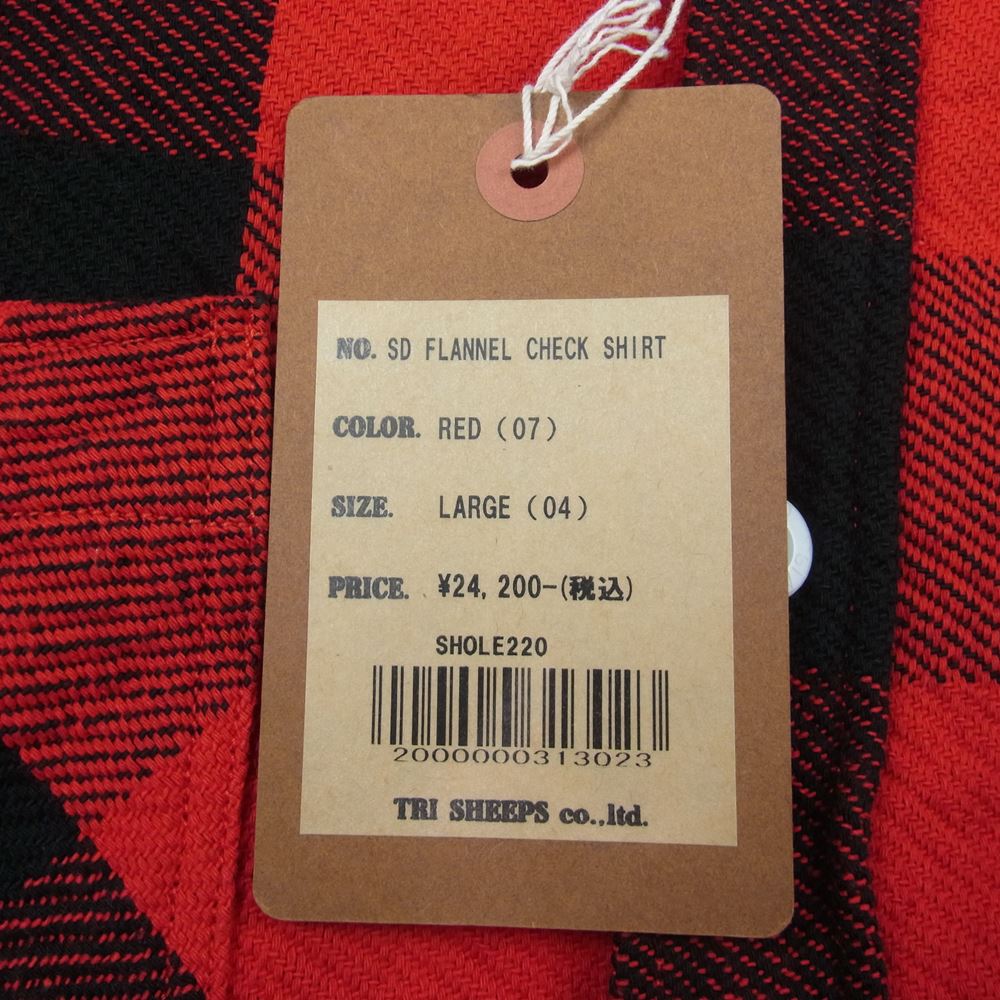 NO. SD FLANNEL CHECK SHIRT
COLOR. RED (07)
SIZE. LARGE (04)
PRICE. ¥24,200-(税込)
SHOLE220
2000000313023
TRI SHEEPS co.,ltd.